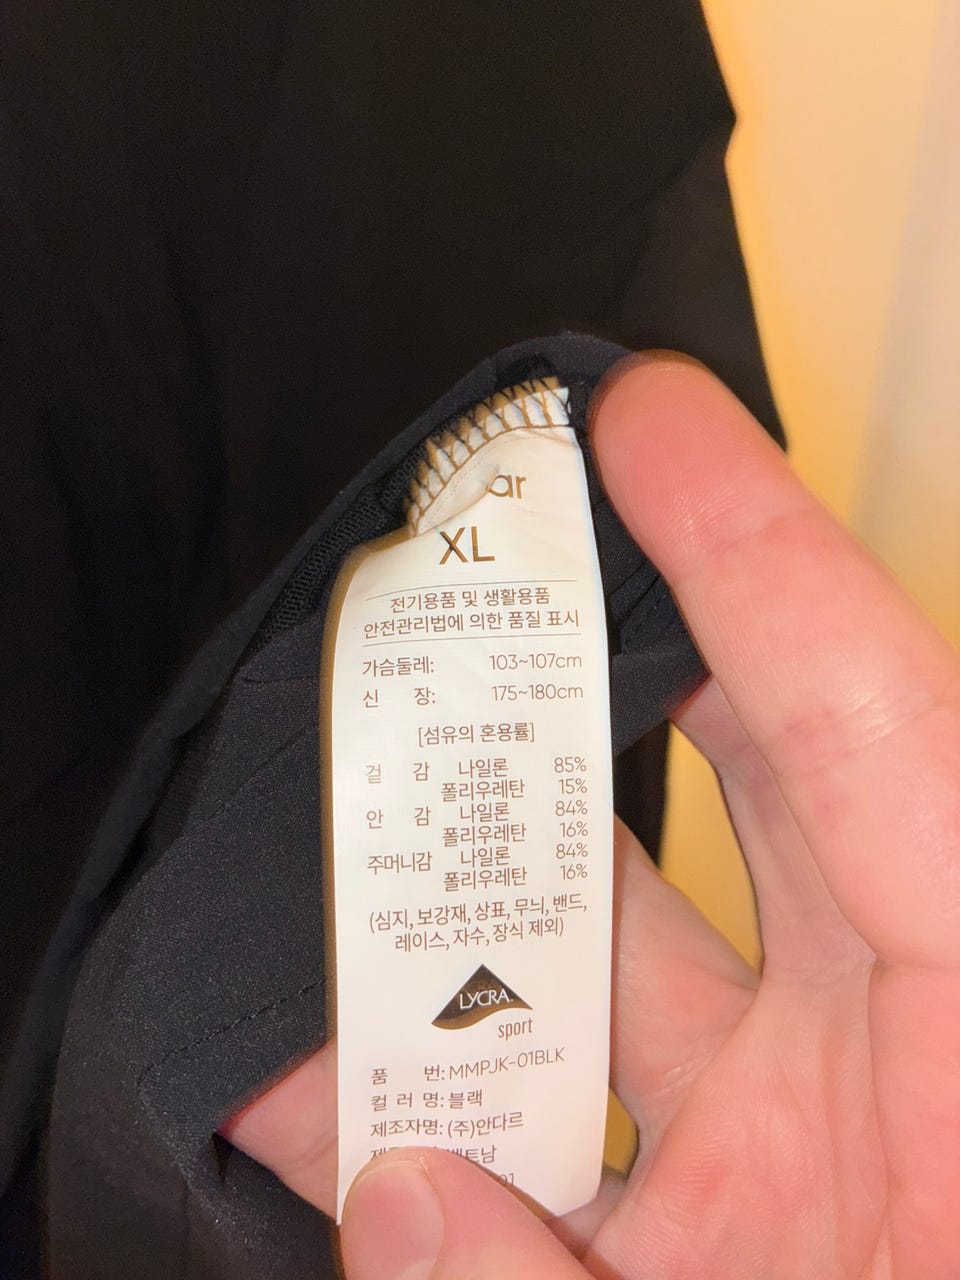 ar
XL
전기용품 및 생활용품
안전관리법에 의한 품질 표시
가슴둘레: 103~107cm
신 장: 175~180cm
[섬유의 혼용률]
겉 감 나일론 85%
폴리우레탄 15%
안 감 나일론 84%
폴리우레탄 16%
주머니감 나일론 84%
폴리우레탄 16%
(심지, 보강재, 상표, 무늬, 밴드,
레이스, 자수, 장식 제외)
LYCRA®
sport
품 번: MMPJK-01BLK
컬 러 명: 블랙
제조자명: (주)안다르
베트남
01